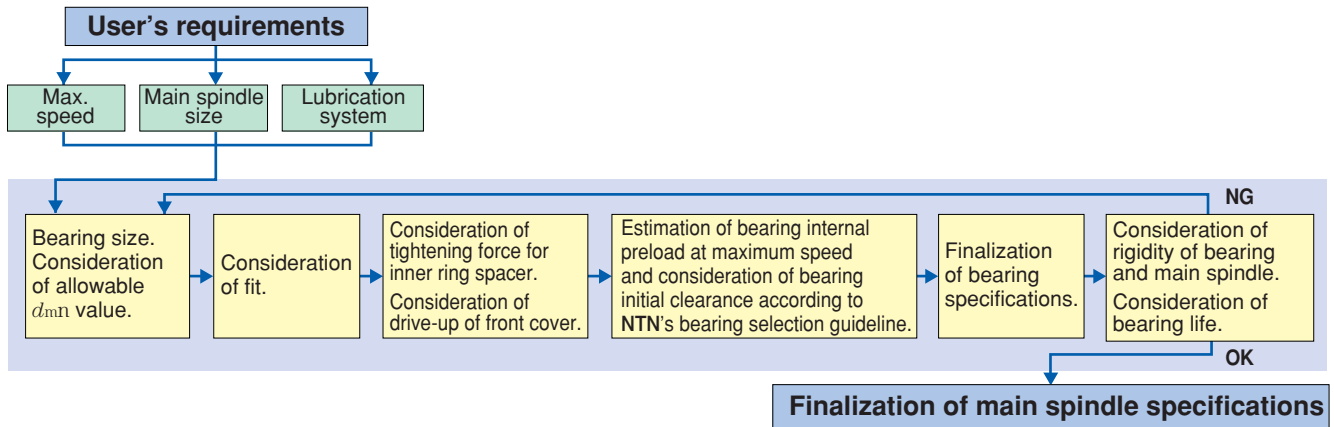 User's requirements
Max.
speed
Main spindle
size
Lubrication
system
NG
Bearing size.
Consideration
of allowable
dmn value.
Consideration
of fit.
Consideration of
tightening force for
inner ring spacer.
Consideration of
drive-up of front cover.
Estimation of bearing internal
preload at maximum speed
and consideration of bearing
initial clearance according to
NTN's bearing selection guideline.
Finalization
of bearing
specifications.
Consideration of
rigidity of bearing
and main spindle.
Consideration of
bearing life.
OK
Finalization of main spindle specifications